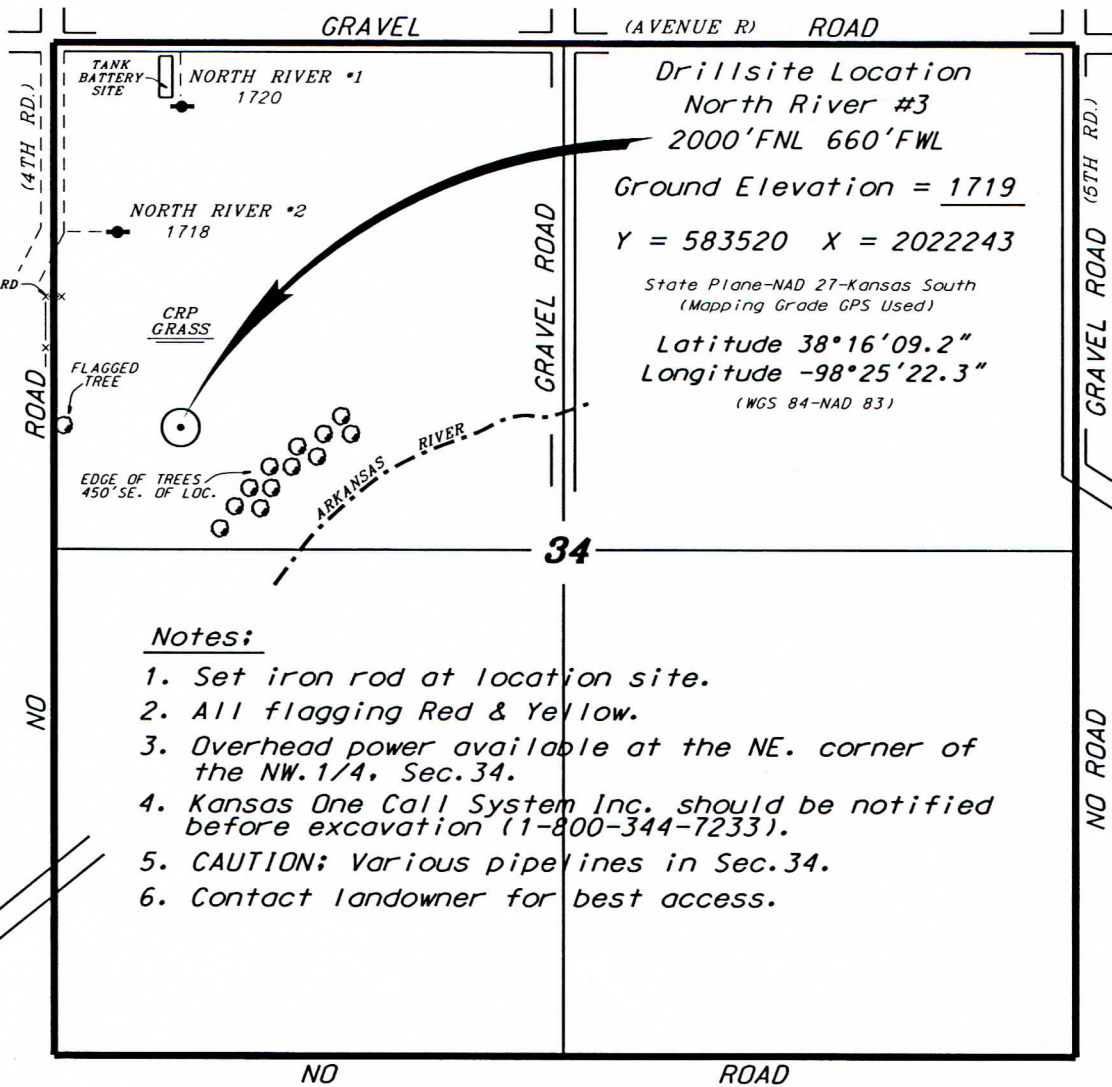 GRAVEL (AVENUE R) ROAD
TANK
BATTERY
SITE
NORTH RIVER #1
1720
(4TH RD.)
NORTH RIVER #2
1718
RD
CRP
GRASS
FLAGGED
TREE
ROAD
EDGE OF TREES
450'SE. OF LOC.
ARKANSAS RIVER
GRAVEL ROAD
Drillsite Location
North River #3
2000'FNL 660'FWL
Ground Elevation = 1719
Y = 583520 X = 2022243
State Plane-NAD 27-Kansas South
(Mapping Grade GPS Used)
Latitude 38°16'09.2"
Longitude -98°25'22.3"
(WGS 84-NAD 83)
GRAVEL ROAD (5TH RD.)
34
Notes:
1. Set iron rod at location site.
2. All flagging Red & Yellow.
3. Overhead power available at the NE. corner of
the NW.1/4, Sec.34.
4. Kansas One Call System Inc. should be notified
before excavation (1-800-344-7233).
5. CAUTION: Various pipelines in Sec.34.
6. Contact landowner for best access.
NO
NO ROAD
NO ROAD